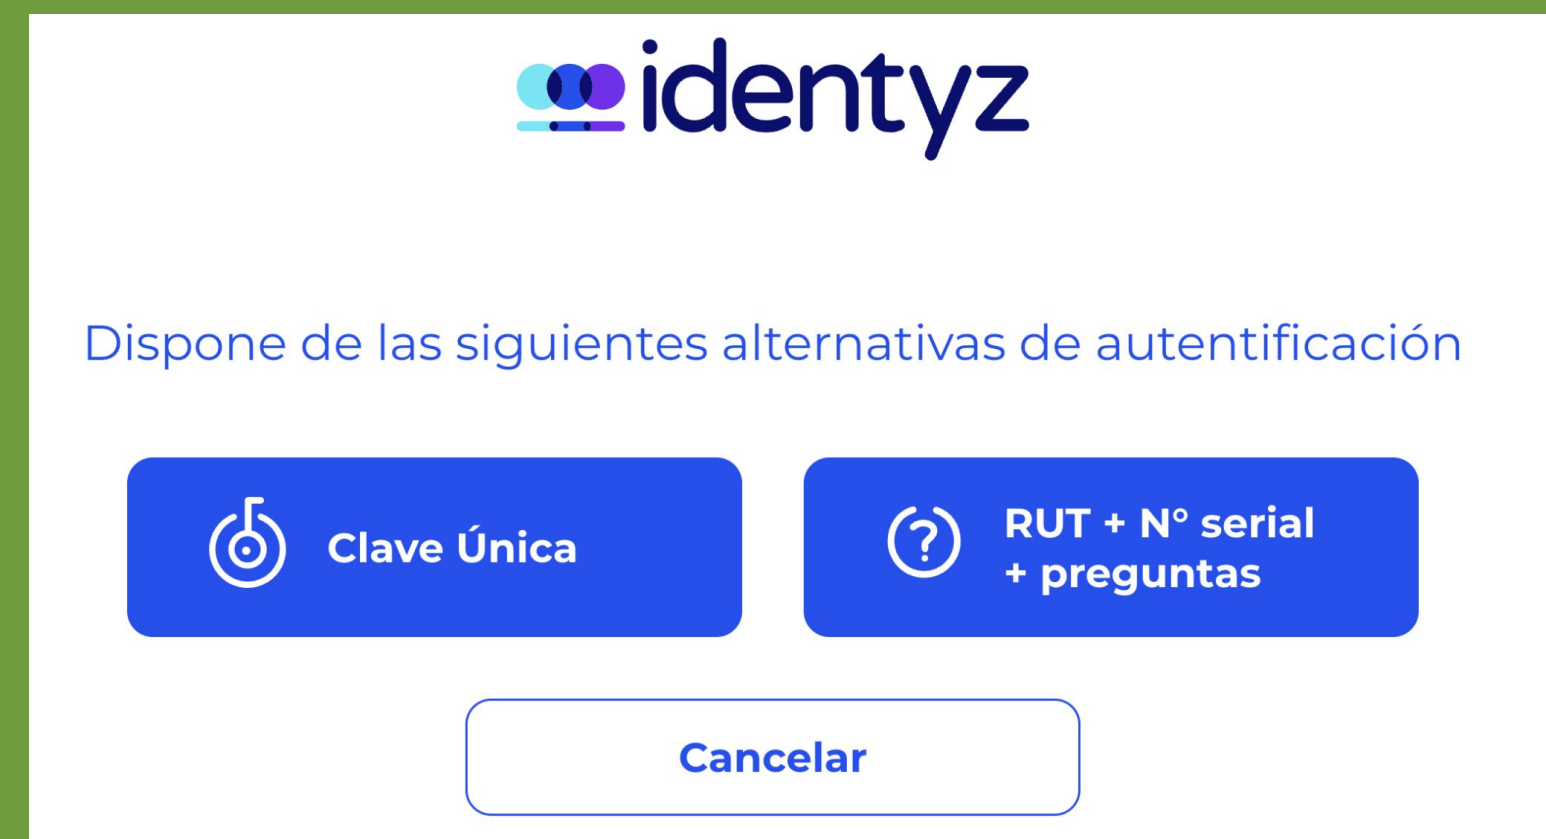 identyz
Dispone de las siguientes alternativas de autentificación
Clave Única
RUT + N° serial
+ preguntas
Cancelar